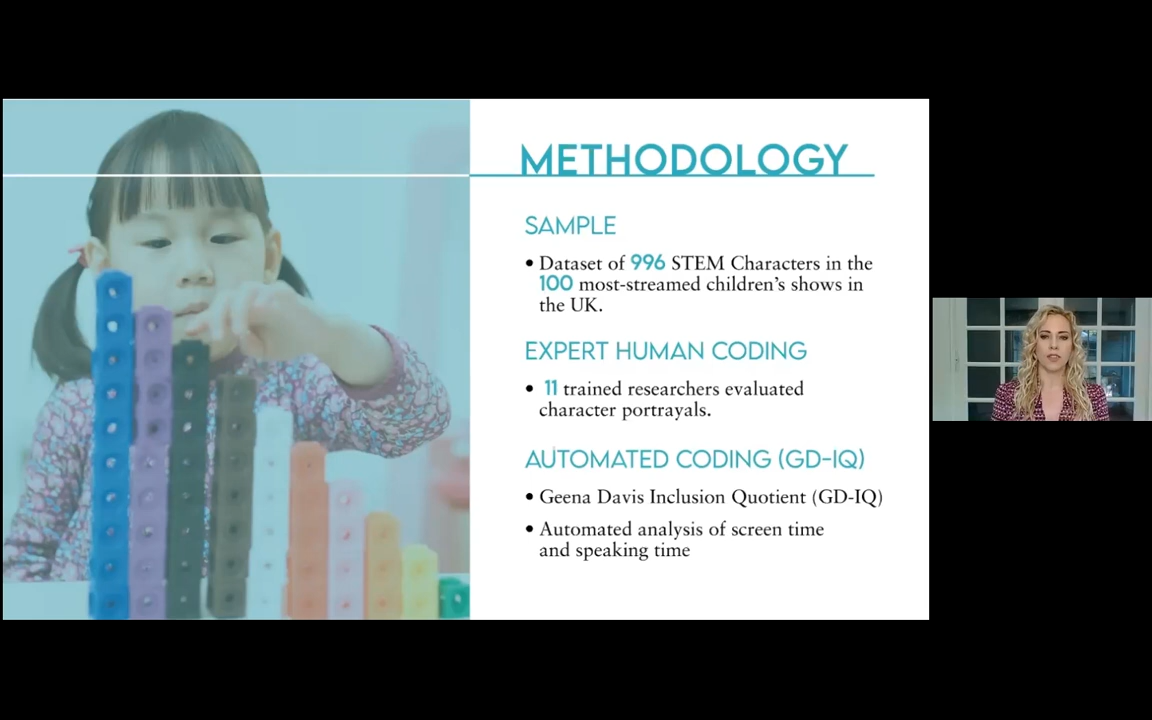 METHODOLOGY
SAMPLE
• Dataset of 996 STEM Characters in the
100 most-streamed children's shows in
the UK.
EXPERT HUMAN CODING
• 11 trained researchers evaluated
character portrayals.
AUTOMATED CODING (GD-IQ)
• Geena Davis Inclusion Quotient (GD-IQ)
• Automated analysis of screen time
and speaking time